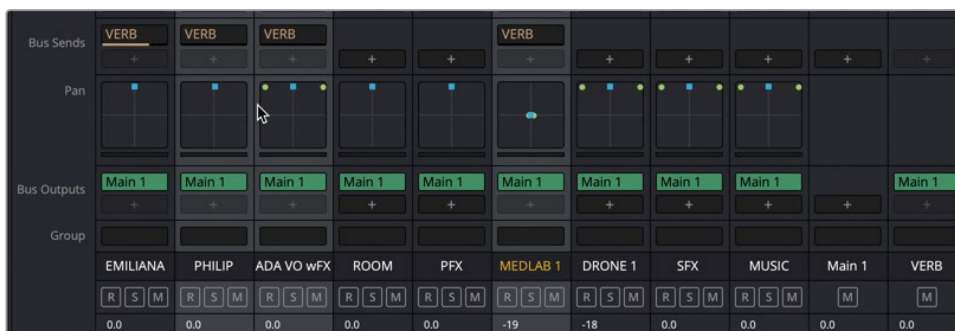 Bus Sends VERB VERB VERB VERB
+ + + + + + + + + + +
Pan
Bus Outputs Main 1 Main 1 Main 1 Main 1 Main 1 Main 1 Main 1 Main 1 Main 1 Main 1
+ + + + + + + + + + +
Group
EMILIANA PHILIP ADA VO wFX ROOM PFX MEDLAB 1 DRONE 1 SFX MUSIC Main 1 VERB
R S M R S M R S M R S M R S M R S M R S M R S M R S M M M
0.0 0.0 0.0 0.0 0.0 -19 -18 0.0 0.0 0.0 0.0